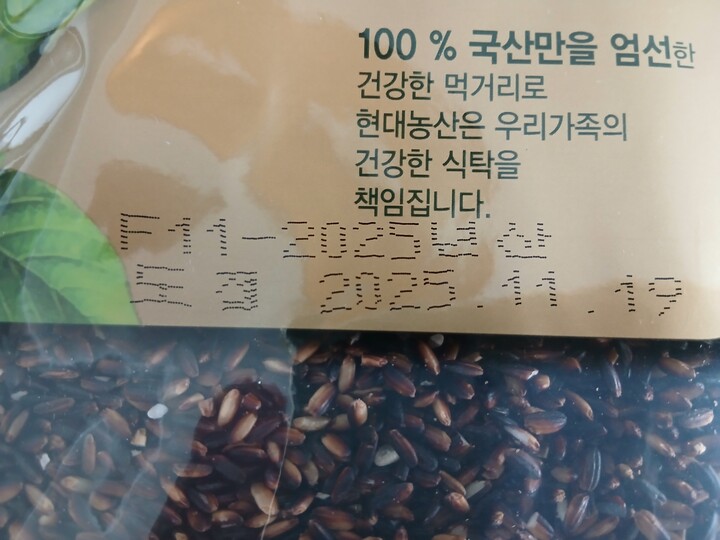 100 % 국산만을 엄선한
건강한 먹거리로
현대농산은 우리가족의
건강한 식탁을
책임집니다.
F11-2025년산
도정 2025.11.19